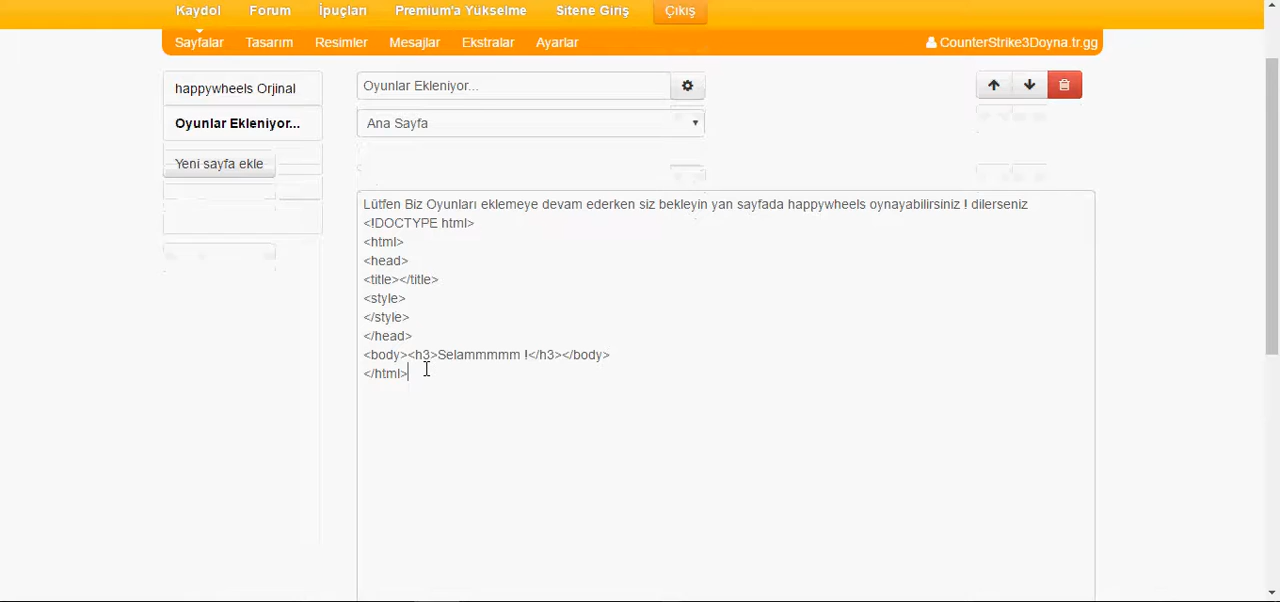 Kaydol Forum İpuçları Premium'a Yükselme Sitene Giriş Çıkış
Sayfalar Tasarım Resimler Mesajlar Ekstralar Ayarlar CounterStrike3Doyna.tr.gg
happywheels Orjinal
Oyunlar Ekleniyor...
Yeni sayfa ekle
Oyunlar Ekleniyor...
Ana Sayfa
Lütfen Biz Oyunları eklemeye devam ederken siz bekleyin yan sayfada happywheels oynayabilirsiniz ! dilerseniz
<!DOCTYPE html>
<html>
<head>
<title></title>
<style>
</style>
</head>
<body><h3>Selammmmm !</h3></body>
</html>